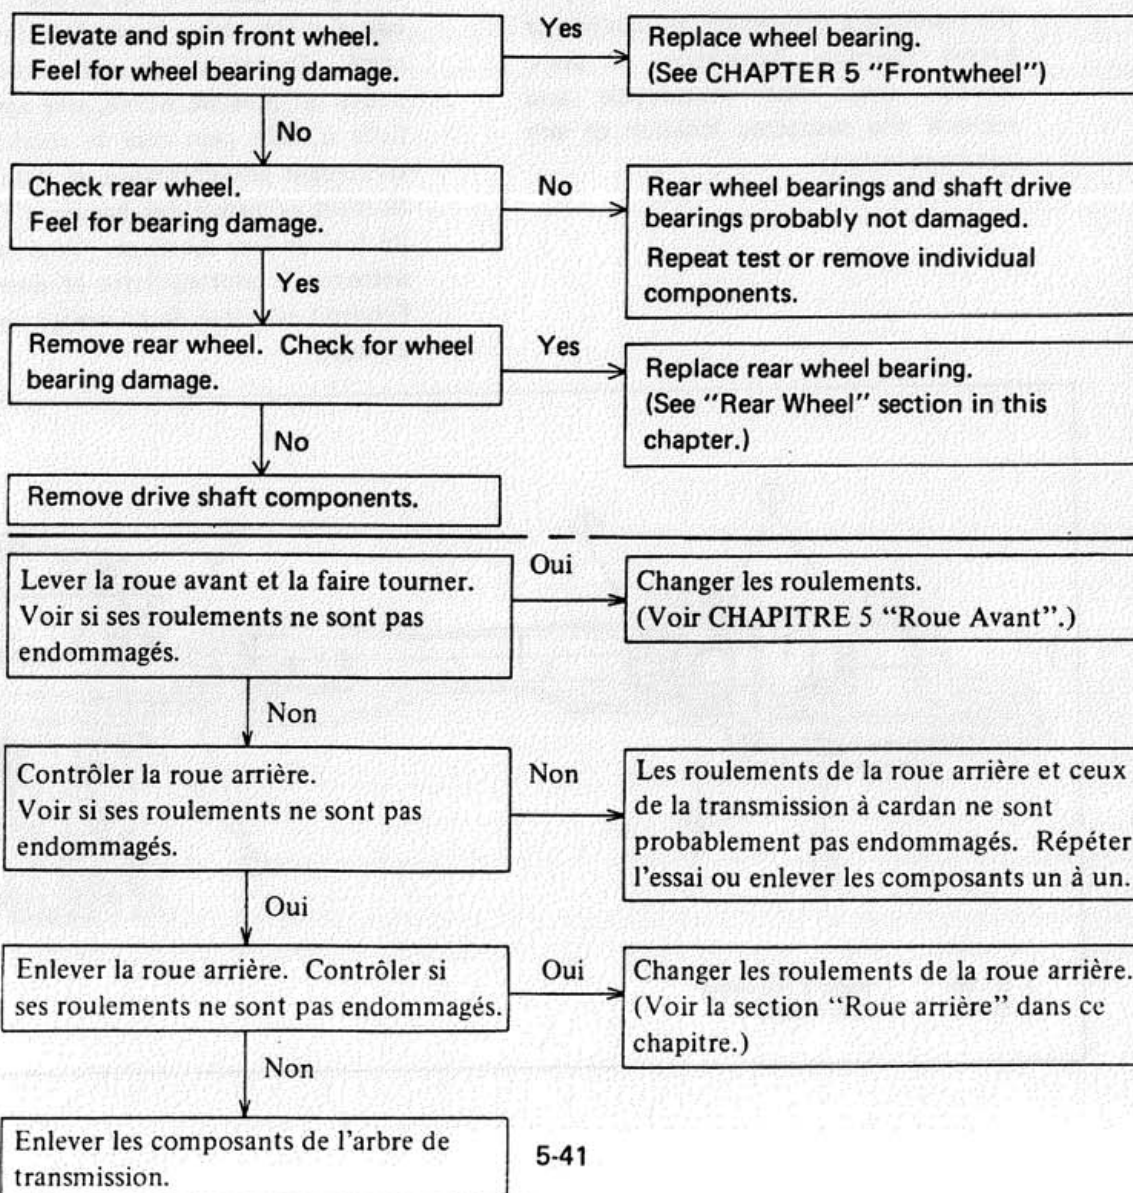 Elevate and spin front wheel.
Feel for wheel bearing damage.
Yes
Replace wheel bearing.
(See CHAPTER 5 "Frontwheel")
No
Check rear wheel.
Feel for bearing damage.
No
Rear wheel bearings and shaft drive
bearings probably not damaged.
Repeat test or remove individual
components.
Yes
Remove rear wheel. Check for wheel
bearing damage.
Yes
Replace rear wheel bearing.
(See "Rear Wheel" section in this
chapter.)
No
Remove drive shaft components.
Lever la roue avant et la faire tourner.
Voir si ses roulements ne sont pas
endommagés.
Oui
Changer les roulements.
(Voir CHAPITRE 5 "Roue Avant".)
Non
Contrôler la roue arrière.
Voir si ses roulements ne sont pas
endommagés.
Non
Les roulements de la roue arrière et ceux
de la transmission à cardan ne sont
probablement pas endommagés. Répéter
l'essai ou enlever les composants un à un.
Oui
Enlever la roue arrière. Contrôler si
ses roulements ne sont pas endommagés.
Oui
Changer les roulements de la roue arrière.
(Voir la section "Roue arrière" dans ce
chapitre.)
Non
Enlever les composants de l'arbre de
transmission.
5-41